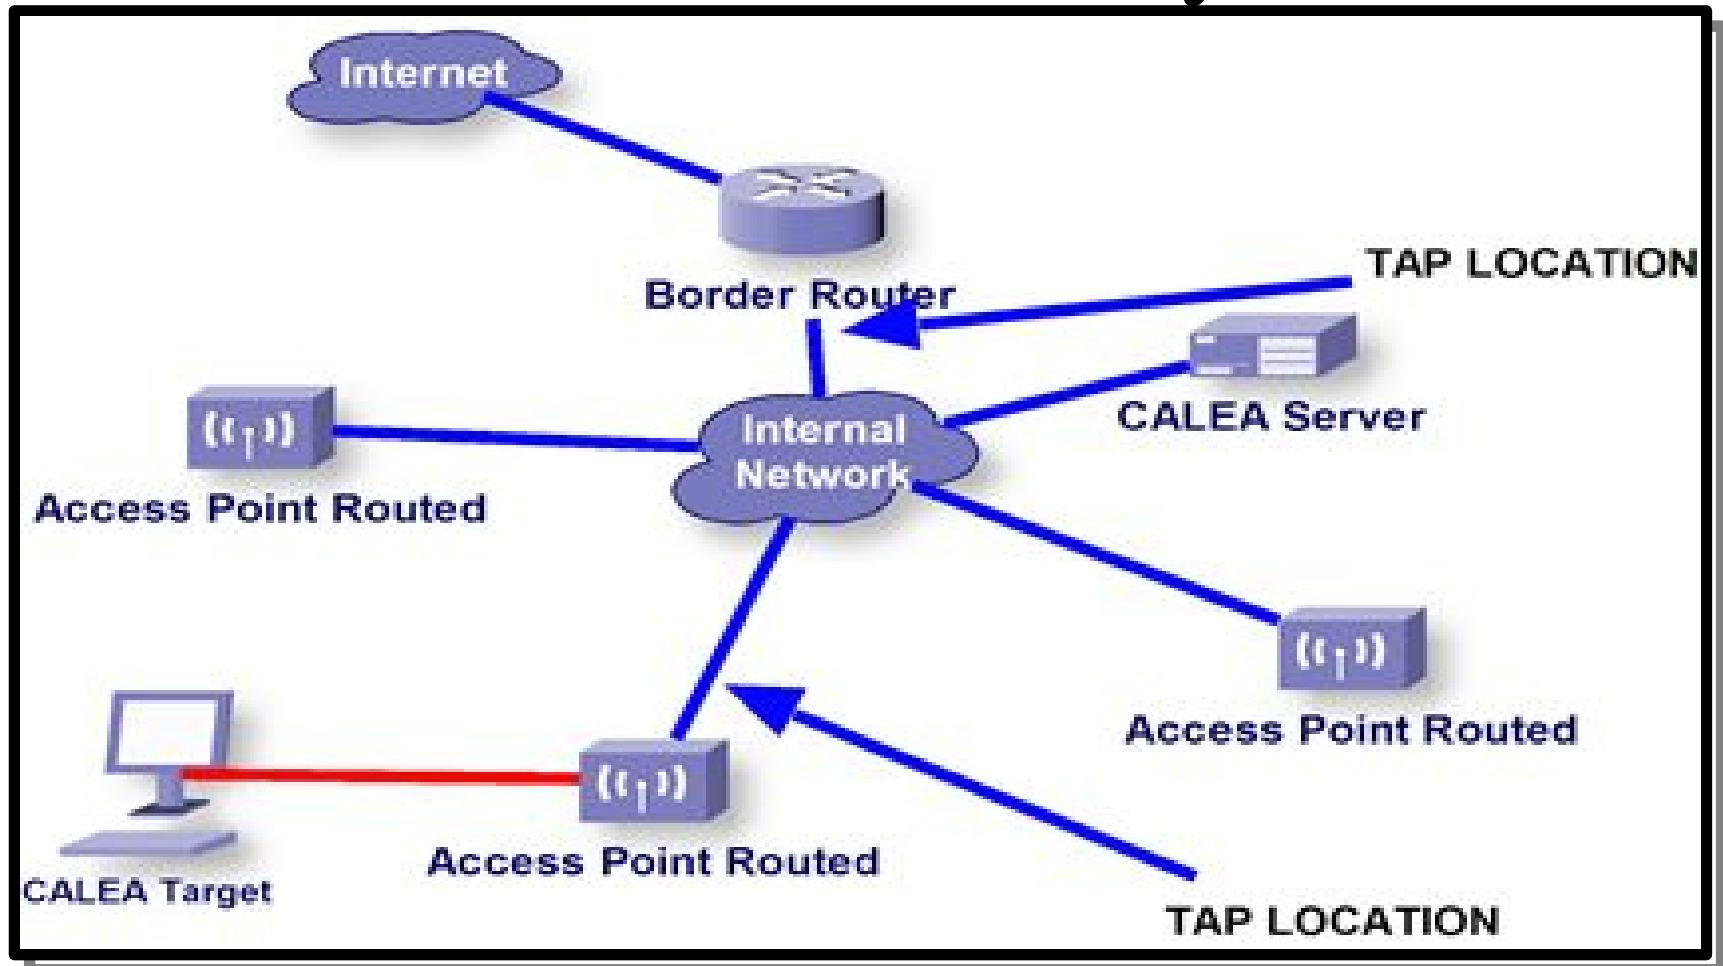 Internet
TAP LOCATION
Border Router
CALEA Server
Internal
Network
Access Point Routed
Access Point Routed
CALEA Target
Access Point Routed
TAP LOCATION